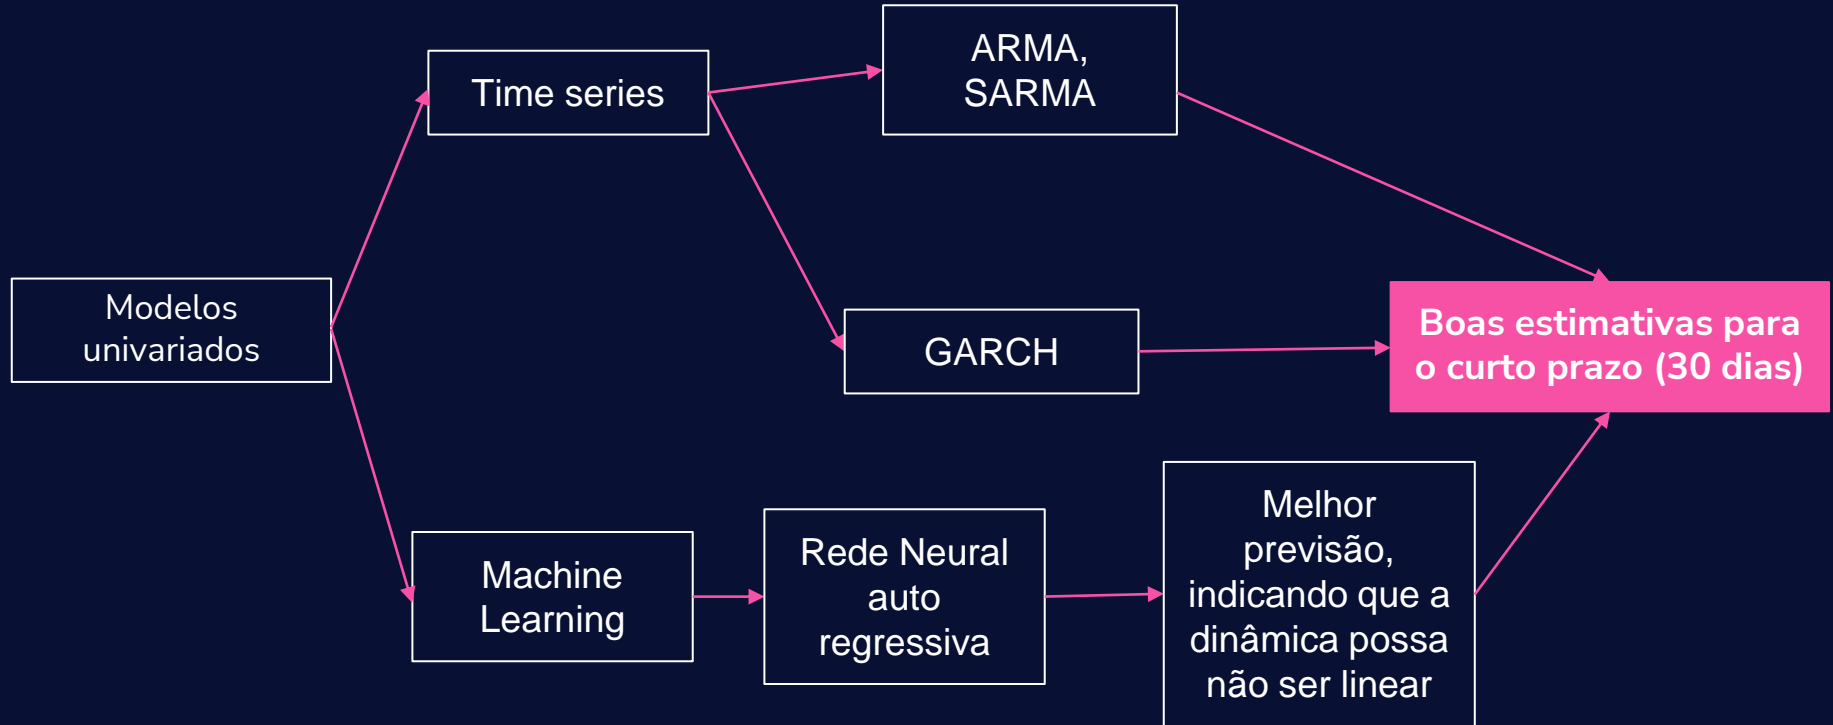 Modelos
univariados
Time series
ARMA,
SARMA
GARCH
Machine
Learning
Rede Neural
auto
regressiva
Melhor
previsão,
indicando que a
dinâmica possa
não ser linear
Boas estimativas para
o curto prazo (30 dias)